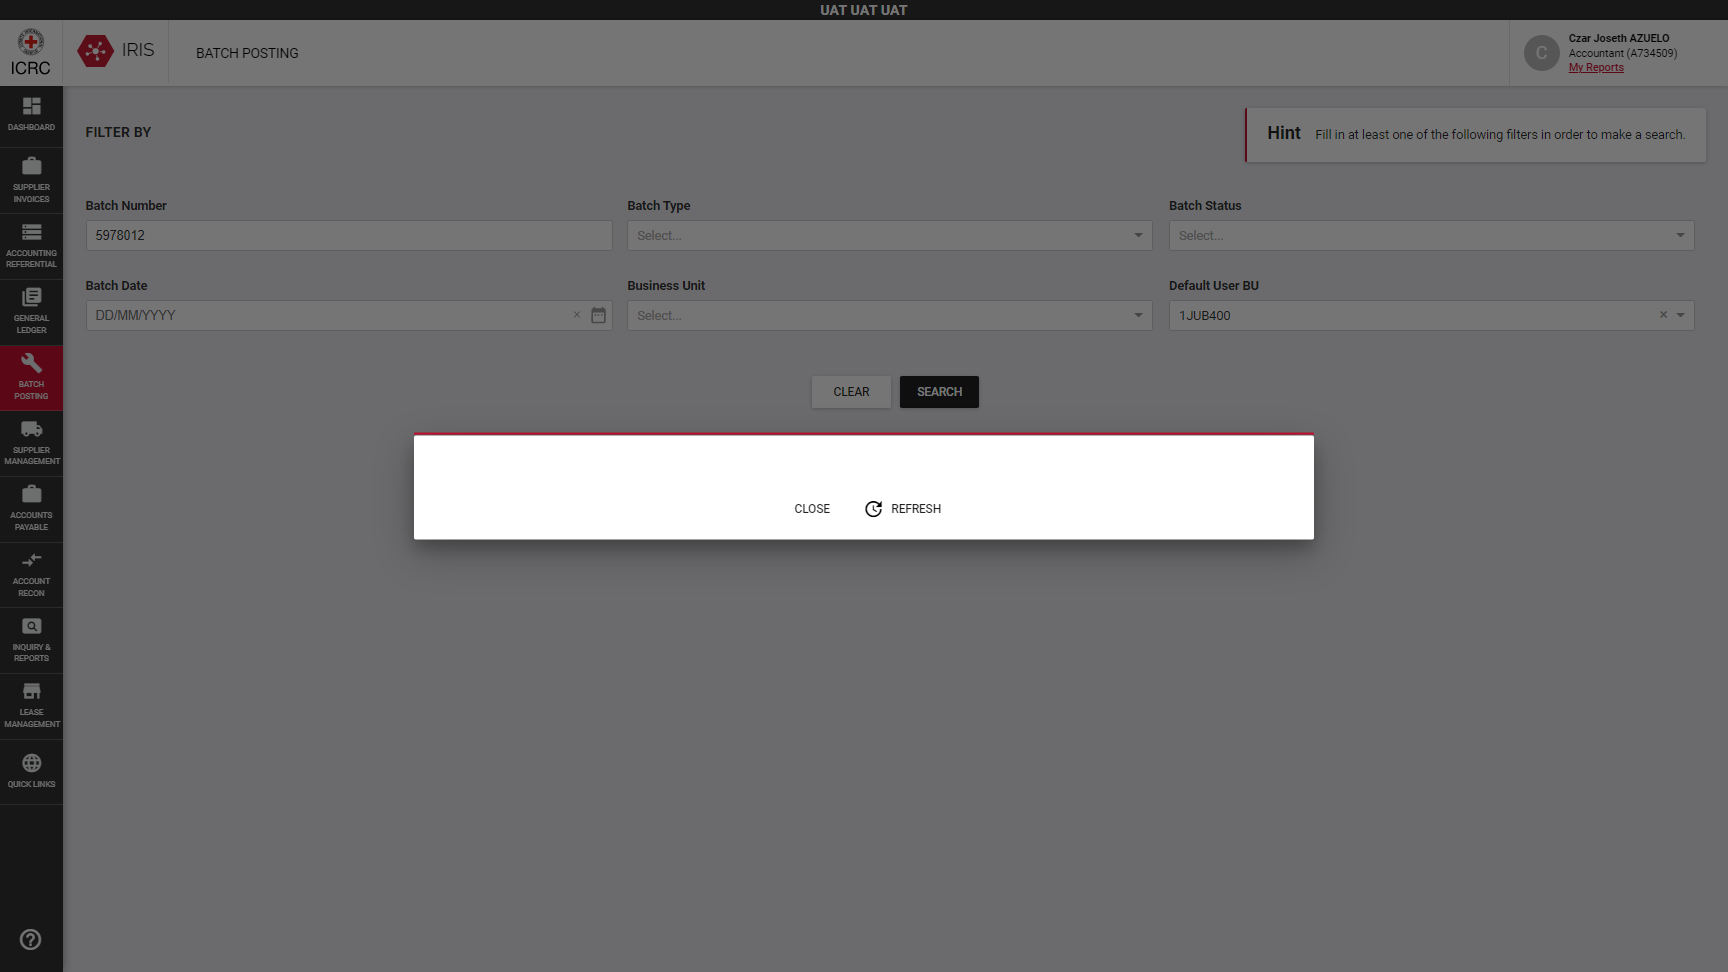 UAT UAT UAT
ICRC
IRIS
BATCH POSTING
C
Czar Joseth AZUELO
Accountant (A734509)
My Reports
DASHBOARD
SUPPLIER
INVOICES
ACCOUNTING
REFERENTIAL
GENERAL
LEDGER
BATCH
POSTING
SUPPLIER
MANAGEMENT
ACCOUNTS
PAYABLE
ACCOUNT
RECON
INQUIRY &
REPORTS
LEASE
MANAGEMENT
QUICK LINKS
FILTER BY
Hint Fill in at least one of the following filters in order to make a search.
Batch Number
5978012
Batch Type
Select...
Batch Status
Select...
Batch Date
DD/MM/YYYY
Business Unit
Select...
Default User BU
1JUB400
CLEAR
SEARCH
CLOSE
REFRESH